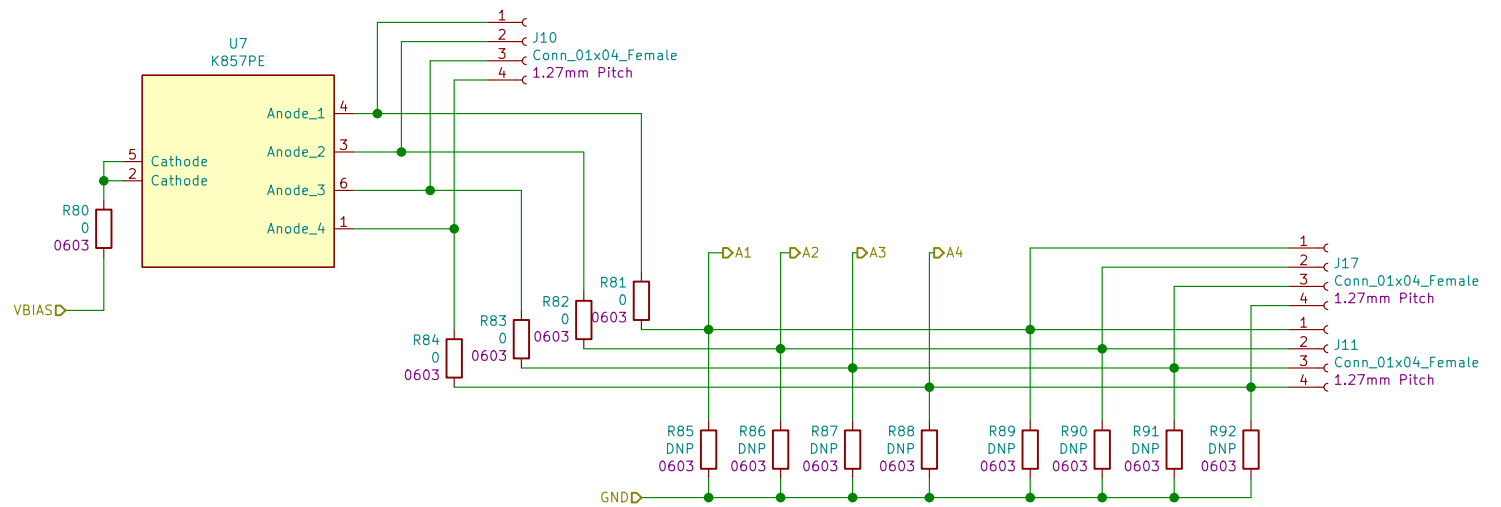 U7
K857PE
Anode_1
Anode_2
Anode_3
Anode_4
4
3
6
1
5
2
Cathode
Cathode
R80
0
0603
VBIAS
1
2
3
4
J10
Conn_01x04_Female
1.27mm Pitch
R81
0
0603
R82
0
0603
R83
0
0603
R84
0
0603
A1
A2
A3
A4
1
2
3
4
J17
Conn_01x04_Female
1.27mm Pitch
1
2
3
4
J11
Conn_01x04_Female
1.27mm Pitch
R85
DNP
0603
R86
DNP
0603
R87
DNP
0603
R88
DNP
0603
R89
DNP
0603
R90
DNP
0603
R91
DNP
0603
R92
DNP
0603
GND